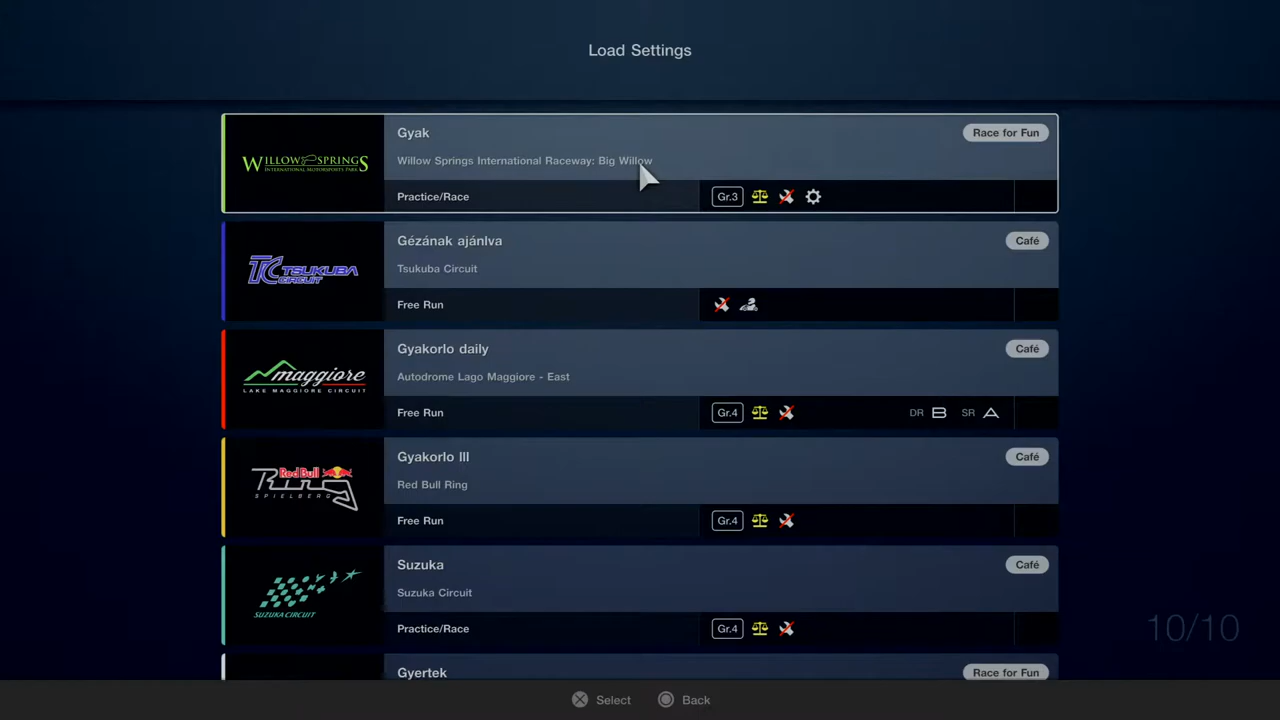 Load Settings
WILLOW SPRINGS
INTERNATIONAL MOTORSPORTS PARK
Gyak
Race for Fun
Willow Springs International Raceway: Big Willow
Practice/Race
Gr.3
TC TSUKUBA
CIRCUIT
Gézának ajánlva
Café
Tsukuba Circuit
Free Run
maggiore
LAKE MAGGIORE CIRCUIT
Gyakorlo daily
Café
Autodrome Lago Maggiore - East
Free Run
Gr.4
DR B SR A
Red Bull
Ring
SPIELBERG
Gyakorlo III
Café
Red Bull Ring
Free Run
Gr.4
SUZUKA CIRCUIT
Suzuka
Café
Suzuka Circuit
Practice/Race
Gr.4
10/10
Gyertek
Race for Fun
Select
Back